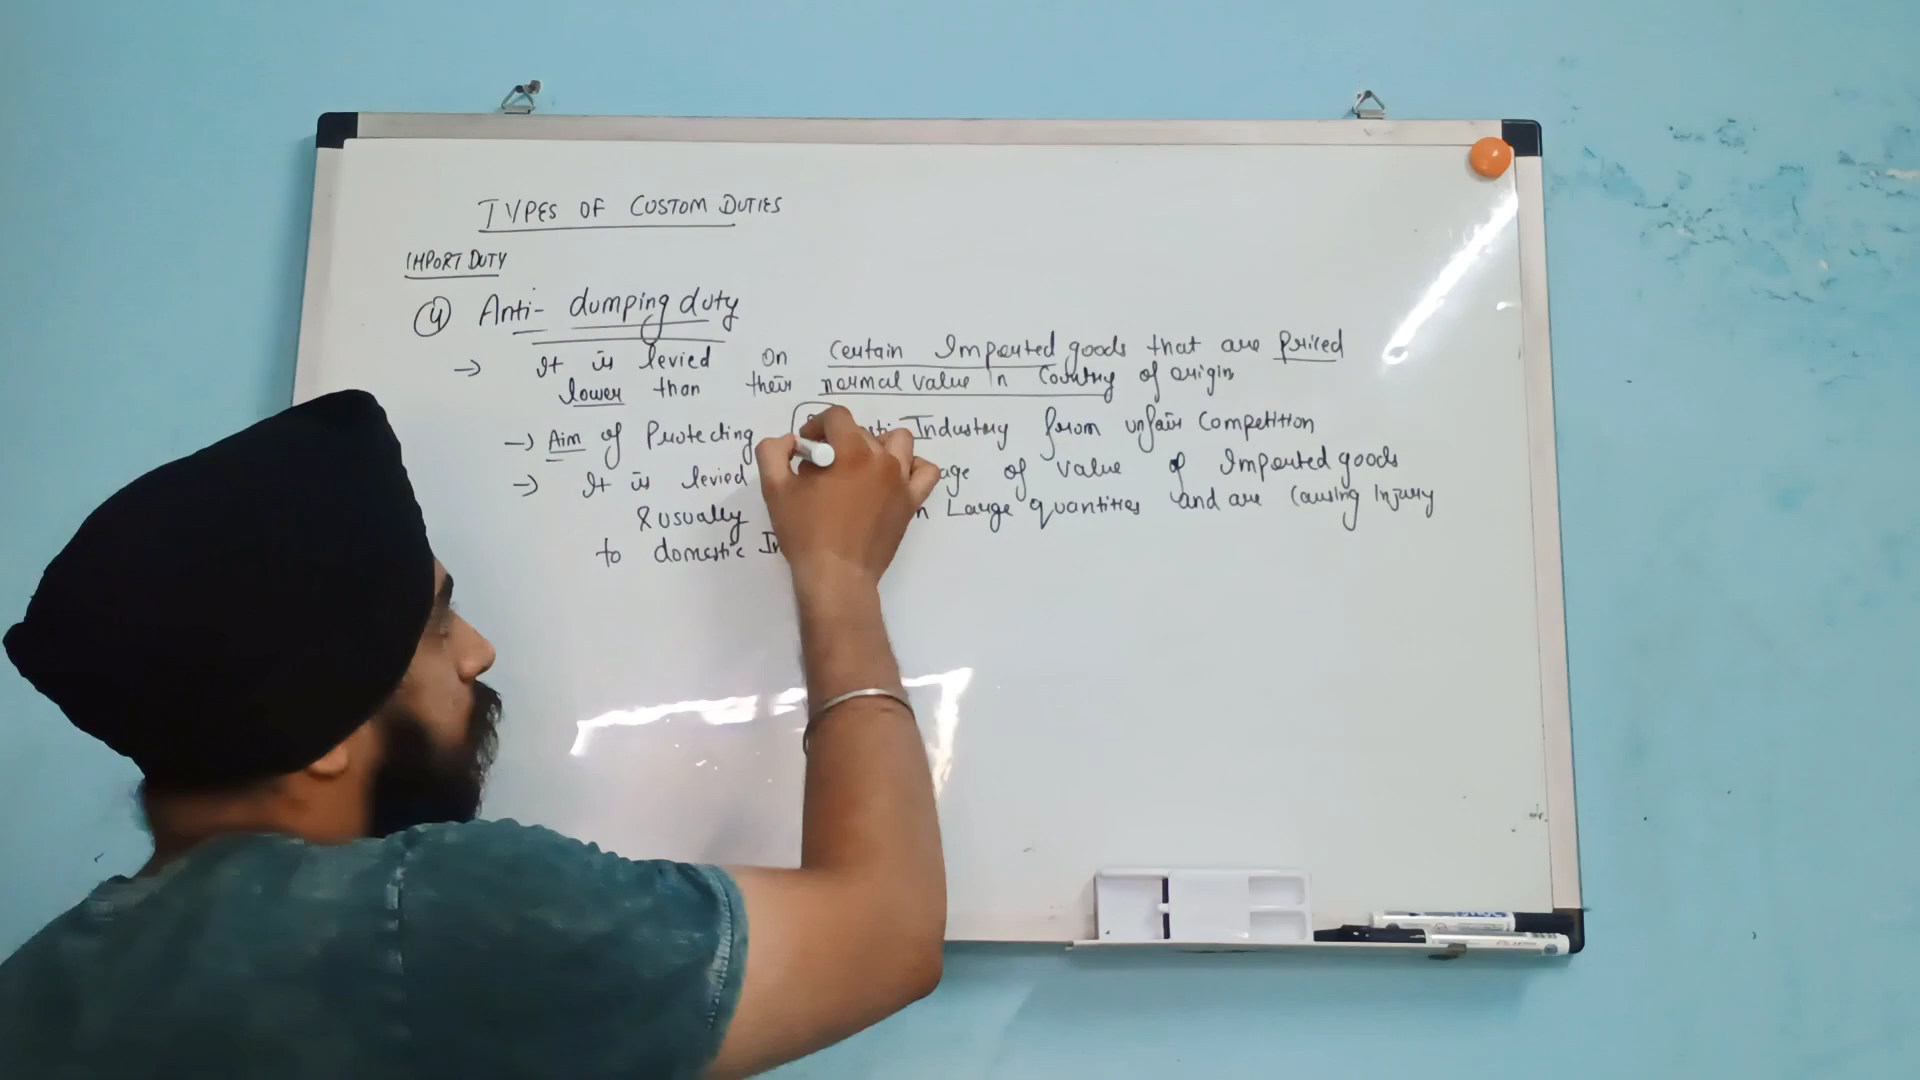 TYPES OF CUSTOM DUTIES
IMPORT DUTY
④ Anti- dumping duty
→ It is levied on certain Imported goods that are priced
lower than their normal value in Country of origin
→ Aim of Protecting Industry from unfair Competition
→ It is levied age of value of Imported goods
& usually Large quantities and are causing Injury
to domestic In